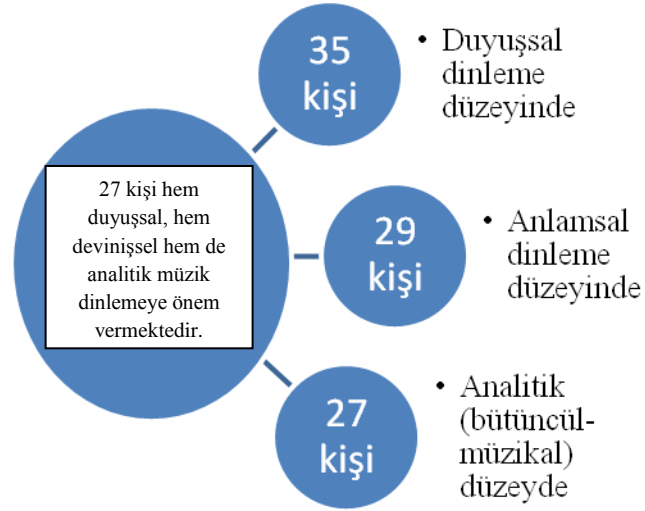 35
kişi
• Duyuşsal
dinleme
düzeyinde
27 kişi hem
duyuşsal, hem
devinişsel hem de
analitik müzik
dinlemeye önem
vermektedir.
29
kişi
• Anlamsal
dinleme
düzeyinde
27
kişi
• Analitik
(bütüncül-
müzikal)
düzeyde